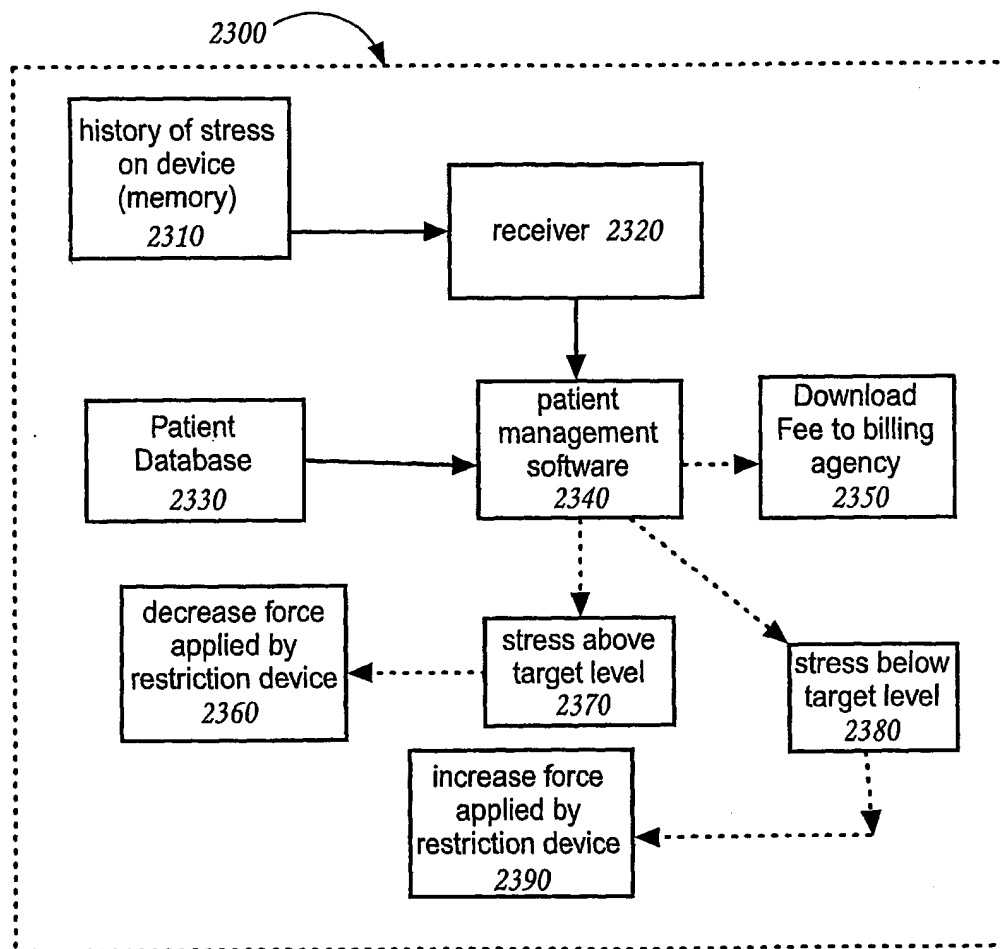 2300
history of stress
on device
(memory)
2310
receiver 2320
Patient
Database
2330
patient
management
software
2340
Download
Fee to billing
agency
2350
decrease force
applied by
restriction device
2360
stress above
target level
2370
stress below
target level
2380
increase force
applied by
restriction device
2390